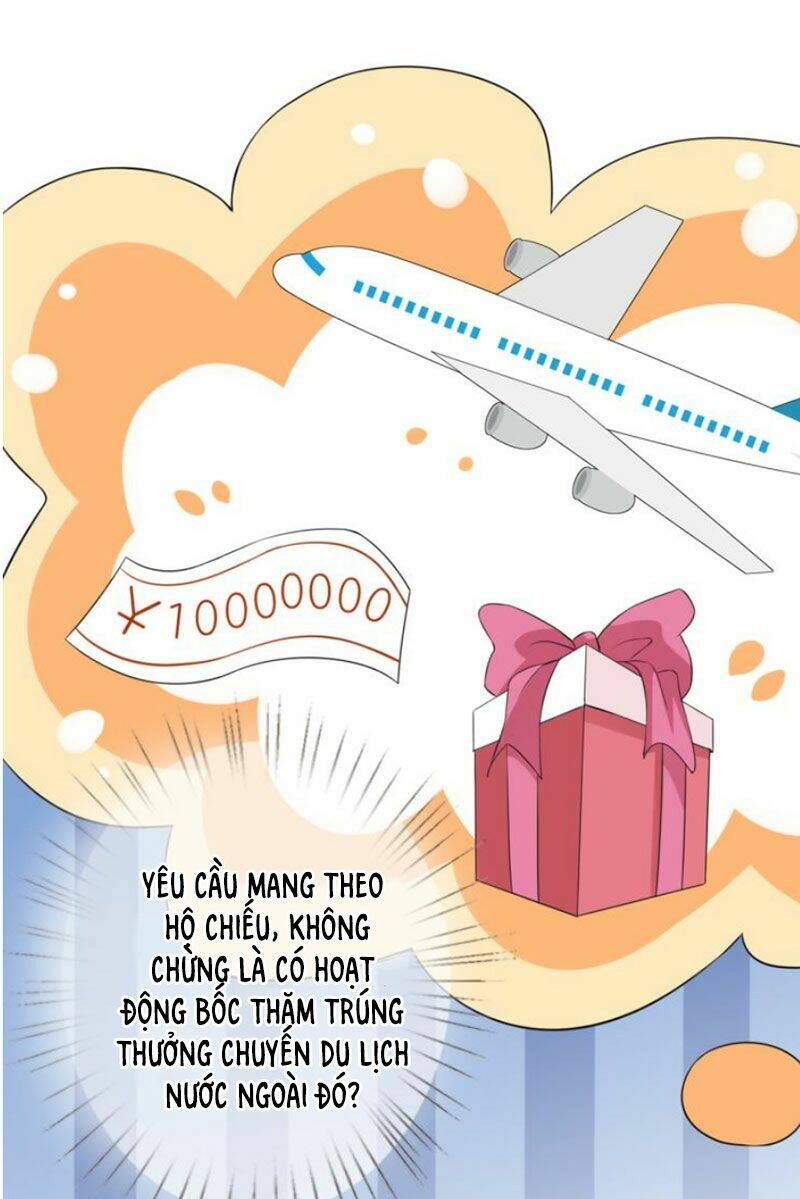 ¥10000000
YÊU CẦU MANG THEO
HỘ CHIẾU, KHÔNG
CHỪNG LÀ CÓ HOẠT
ĐỘNG BỐC THĂM TRÚNG
THƯỞNG CHUYẾN DU LỊCH
NƯỚC NGOÀI ĐÓ?